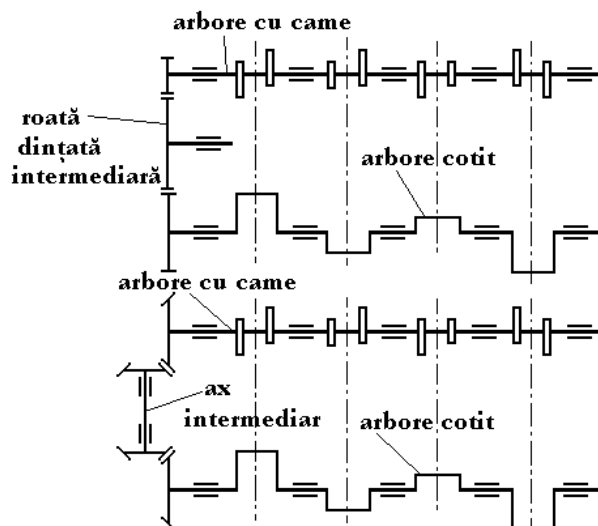 arbore cu came
roată
dințată
intermediară
arbore cotit
arbore cu came
ax
intermediar
arbore cotit